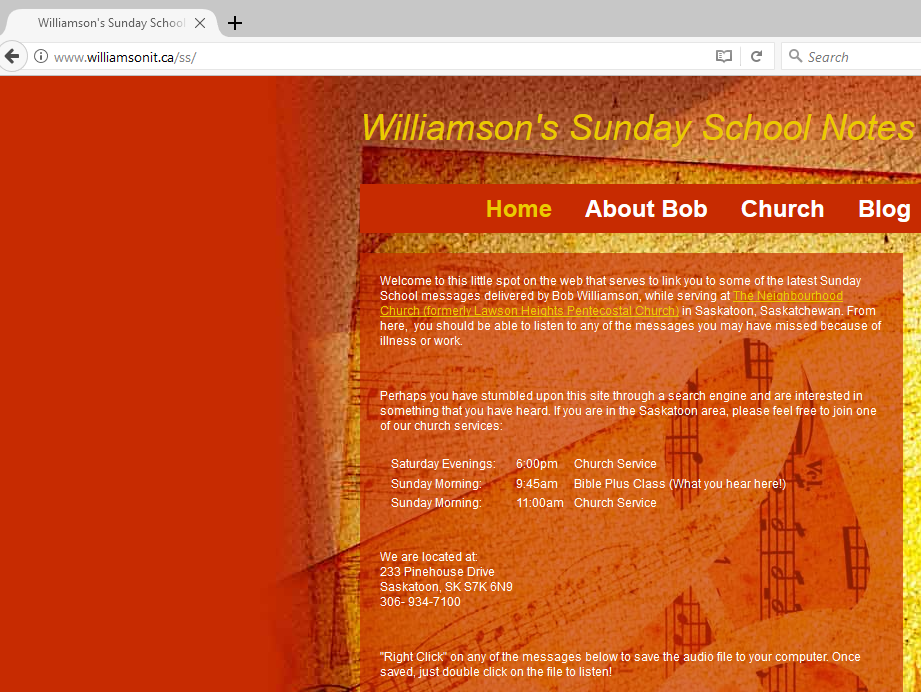 Williamson's Sunday School
www.williamsonit.ca/ss/
Search
Williamson's Sunday School Notes
Home About Bob Church Blog
Welcome to this little spot on the web that serves to link you to some of the latest Sunday
School messages delivered by Bob Williamson, while serving at The Neighbourhood
Church (formerly Lawson Heights Pentecostal Church) in Saskatoon, Saskatchewan. From
here, you should be able to listen to any of the messages you may have missed because of
illness or work.
Perhaps you have stumbled upon this site through a search engine and are interested in
something that you have heard. If you are in the Saskatoon area, please feel free to join one
of our church services:
Saturday Evenings: 6:00pm Church Service
Sunday Morning: 9:45am Bible Plus Class (What you hear here!)
Sunday Morning: 11:00am Church Service
We are located at:
233 Pinehouse Drive
Saskatoon, SK S7K 6N9
306- 934-7100
"Right Click" on any of the messages below to save the audio file to your computer. Once
saved, just double click on the file to listen!